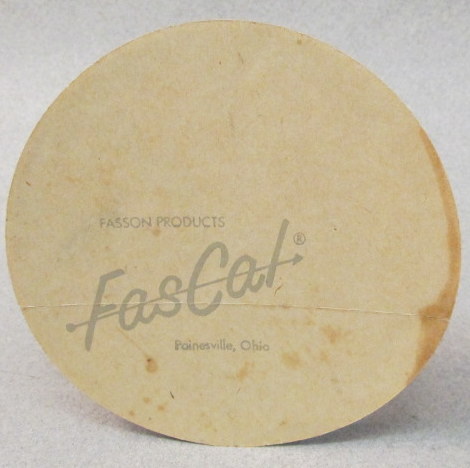 FASSON PRODUCTS
FasCal®
Painesville, Ohio